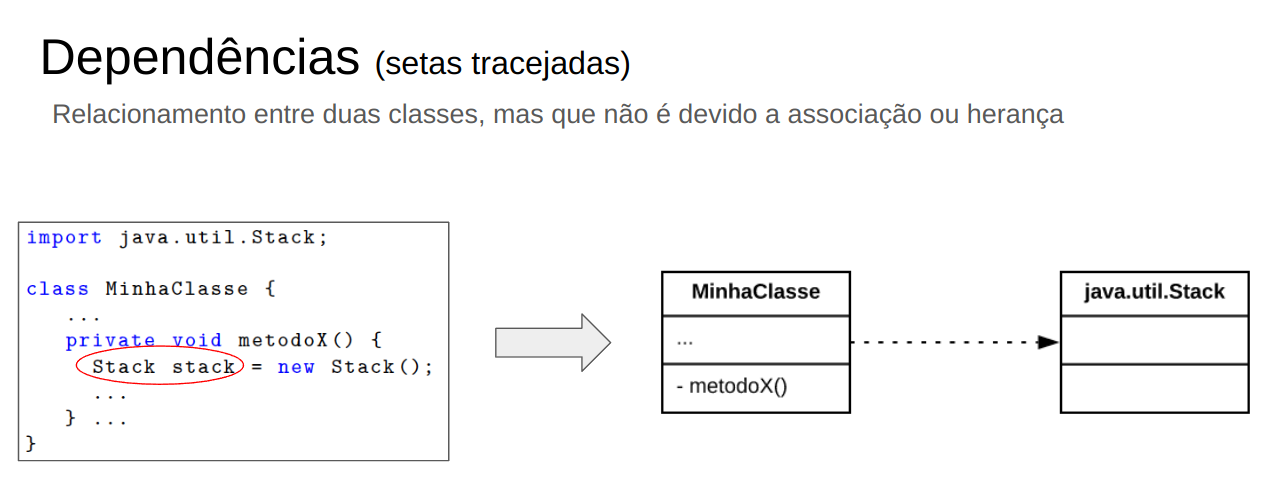 Dependências (setas tracejadas)
Relacionamento entre duas classes, mas que não é devido a associação ou herança
import java.util.Stack;
class MinhaClasse {
...
private void metodoX() {
Stack stack = new Stack();
...
} ...
}
MinhaClasse
...
- metodoX()
java.util.Stack